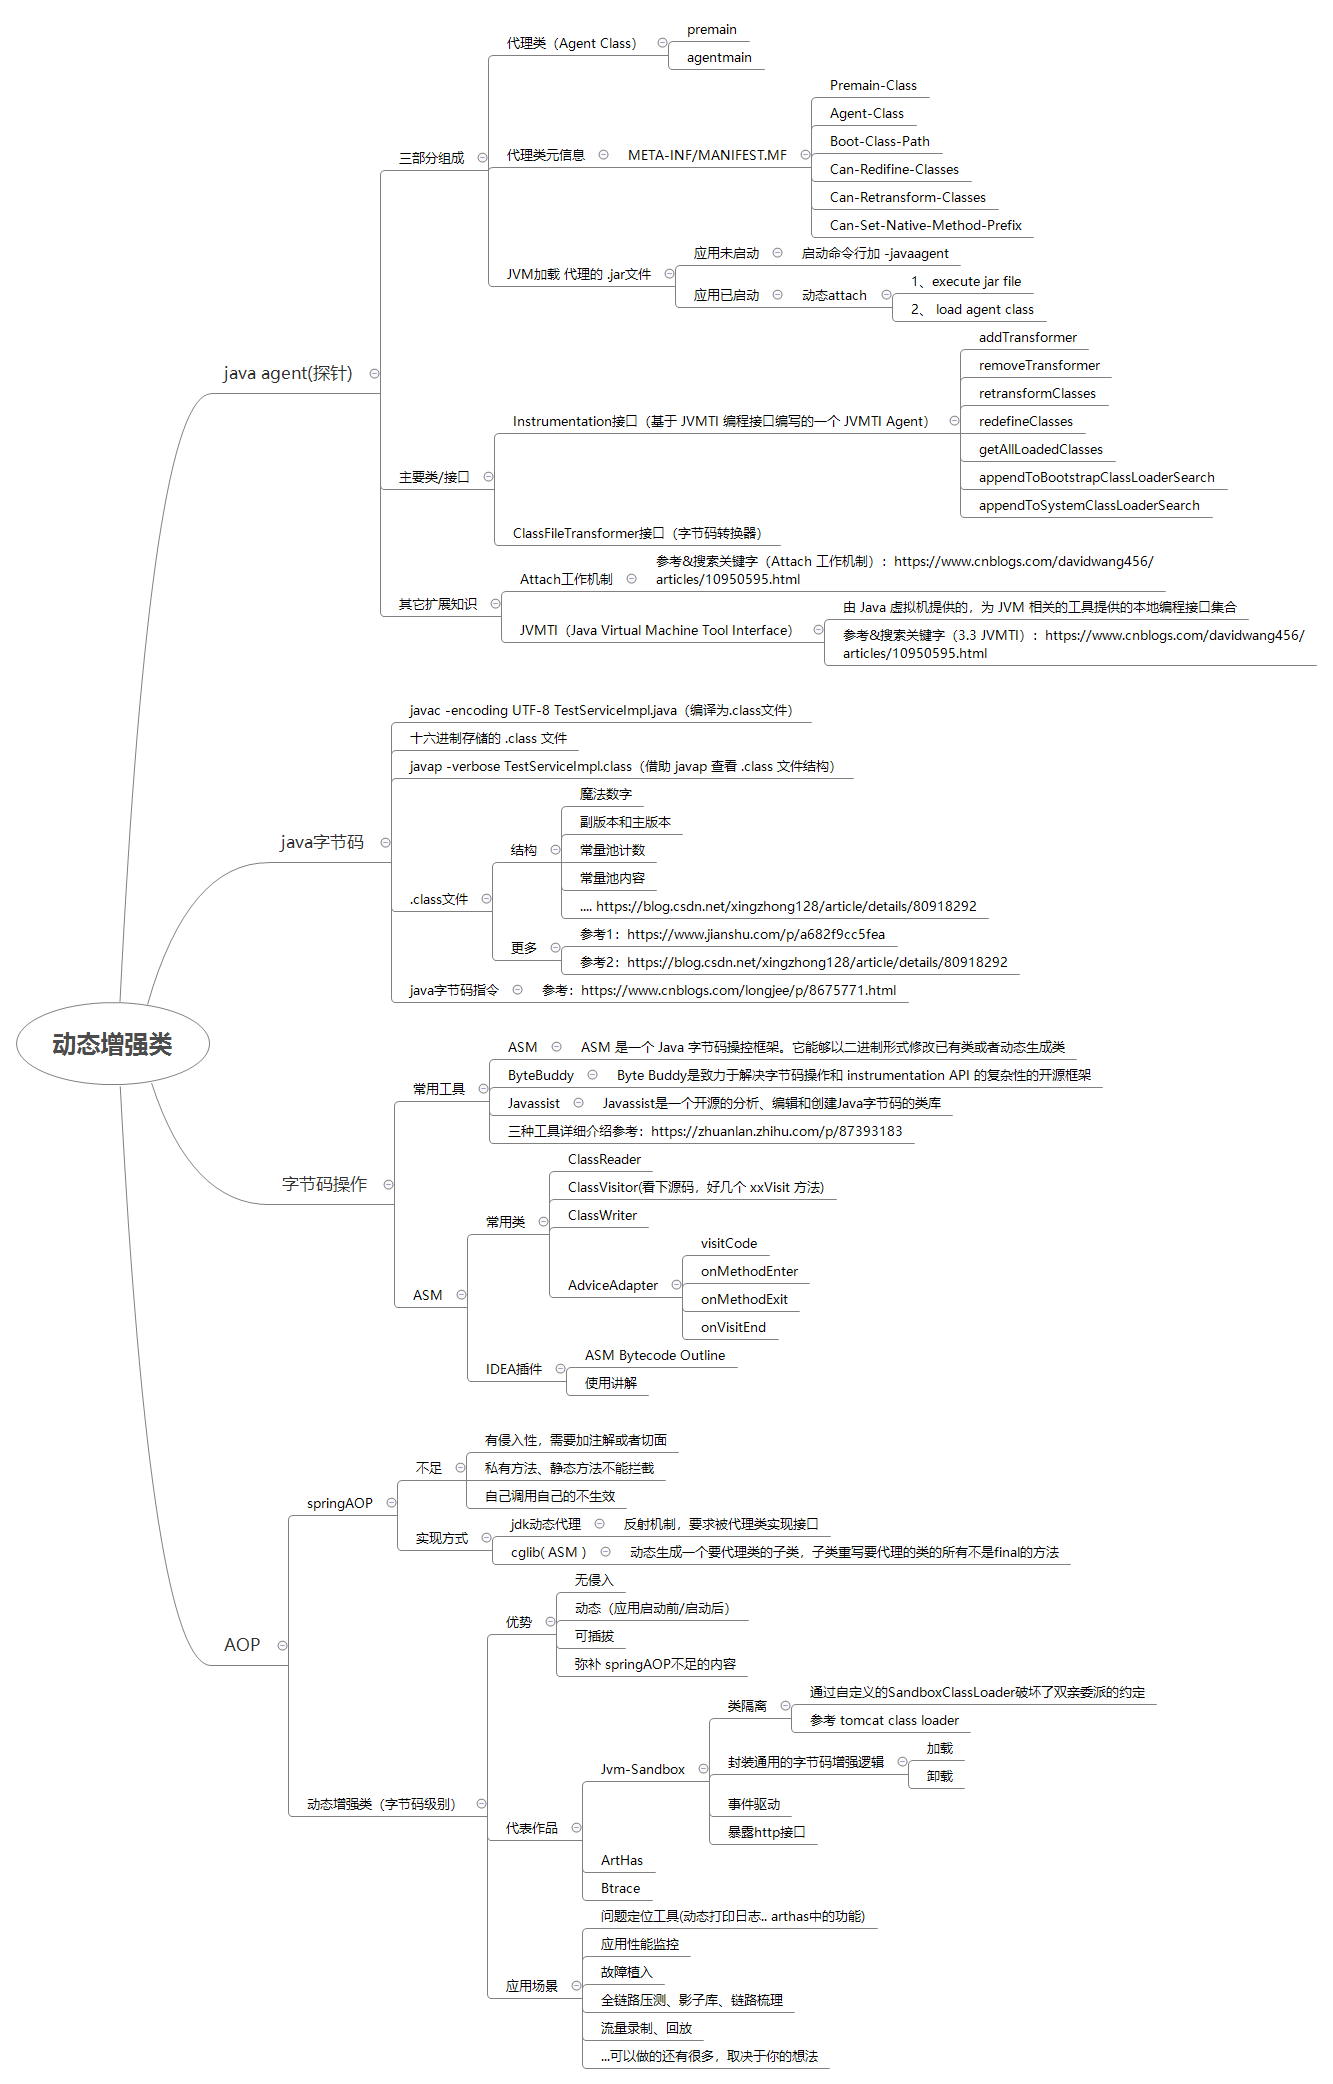 动态增强类
java agent(探针)
三部分组成
代理类（Agent Class）
premain
agentmain
代理类元信息
META-INF/MANIFEST.MF
Premain-Class
Agent-Class
Boot-Class-Path
Can-Redifine-Classes
Can-Retransform-Classes
Can-Set-Native-Method-Prefix
JVM加载 代理的 .jar文件
应用未启动
启动命令行加 -javaagent
应用已启动
动态attach
1、execute jar file
2、 load agent class
主要类/接口
Instrumentation接口（基于 JVMTI 编程接口编写的一个 JVMTI Agent）
addTransformer
removeTransformer
retransformClasses
redefineClasses
getAllLoadedClasses
appendToBootstrapClassLoaderSearch
appendToSystemClassLoaderSearch
ClassFileTransformer接口（字节码转换器）
其它扩展知识
Attach工作机制
参考&搜索关键字（Attach 工作机制）：https://www.cnblogs.com/davidwang456/
articles/10950595.html
JVMTI（Java Virtual Machine Tool Interface）
由 Java 虚拟机提供的，为 JVM 相关的工具提供的本地编程接口集合
参考&搜索关键字（3.3 JVMTI）：https://www.cnblogs.com/davidwang456/
articles/10950595.html
java字节码
javac -encoding UTF-8 TestServiceImpl.java（编译为.class文件）
十六进制存储的 .class 文件
javap -verbose TestServiceImpl.class（借助 javap 查看 .class 文件结构）
.class文件
结构
魔法数字
副版本和主版本
常量池计数
常量池内容
.... https://blog.csdn.net/xingzhong128/article/details/80918292
更多
参考1：https://www.jianshu.com/p/a682f9cc5fea
参考2：https://blog.csdn.net/xingzhong128/article/details/80918292
java字节码指令
参考：https://www.cnblogs.com/longjee/p/8675771.html
字节码操作
常用工具
ASM
ASM 是一个 Java 字节码操控框架。它能够以二进制形式修改已有类或者动态生成类
ByteBuddy
Byte Buddy是致力于解决字节码操作和 instrumentation API 的复杂性的开源框架
Javassist
Javassist是一个开源的分析、编辑和创建Java字节码的类库
三种工具详细介绍参考：https://zhuanlan.zhihu.com/p/87393183
ASM
常用类
ClassReader
ClassVisitor(看下源码，好几个 xxVisit 方法)
ClassWriter
AdviceAdapter
visitCode
onMethodEnter
onMethodExit
onVisitEnd
IDEA插件
ASM Bytecode Outline
使用讲解
AOP
springAOP
不足
有侵入性，需要加注解或者切面
私有方法、静态方法不能拦截
自己调用自己的不生效
实现方式
jdk动态代理
反射机制，要求被代理类实现接口
cglib( ASM )
动态生成一个要代理类的子类，子类重写要代理的类的所有不是final的方法
动态增强类（字节码级别）
优势
无侵入
动态（应用启动前/启动后）
可插拔
弥补 springAOP不足的内容
代表作品
Jvm-Sandbox
类隔离
通过自定义的SandboxClassLoader破坏了双亲委派的约定
参考 tomcat class loader
封装通用的字节码增强逻辑
加载
卸载
事件驱动
暴露http接口
ArtHas
Btrace
应用场景
问题定位工具(动态打印日志.. arthas中的功能)
应用性能监控
故障植入
全链路压测、影子库、链路梳理
流量录制、回放
...可以做的还有很多，取决于你的想法